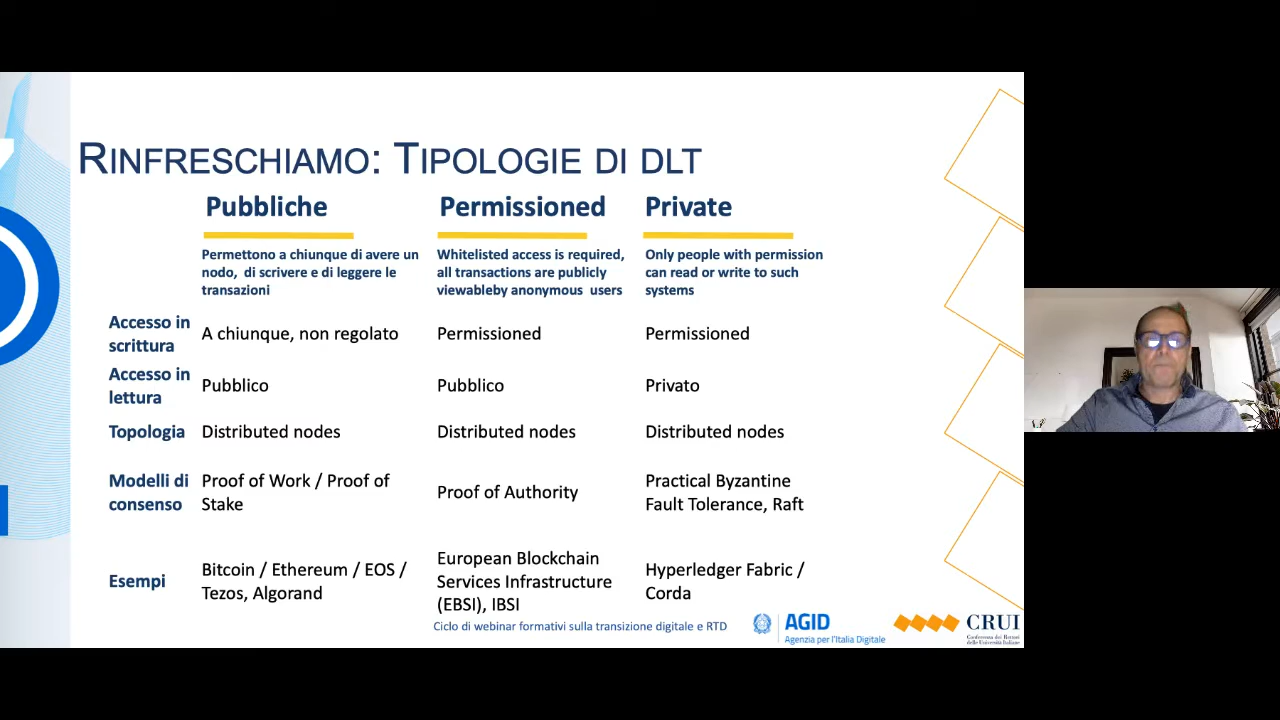 RINFRESCHIAMO: TIPOLOGIE DI DLT
Pubbliche
Permissioned
Private
Permettono a chiunque di avere un
nodo, di scrivere e di leggere le
transazioni
Whitelisted access is required,
all transactions are publicly
viewableby anonymous users
Only people with permission
can read or write to such
systems
Accesso in
scrittura
A chiunque, non regolato
Permissioned
Permissioned
Accesso in
lettura
Pubblico
Pubblico
Privato
Topologia
Distributed nodes
Distributed nodes
Distributed nodes
Modelli di
consenso
Proof of Work / Proof of
Stake
Proof of Authority
Practical Byzantine
Fault Tolerance, Raft
Esempi
Bitcoin / Ethereum / EOS /
Tezos, Algorand
European Blockchain
Services Infrastructure
(EBSI), IBSI
Hyperledger Fabric /
Corda
Ciclo di webinar formativi sulla transizione digitale e RTD
AGID
Agenzia per l'Italia Digitale
CRUI
Conferenza dei Rettori
delle Università Italiane